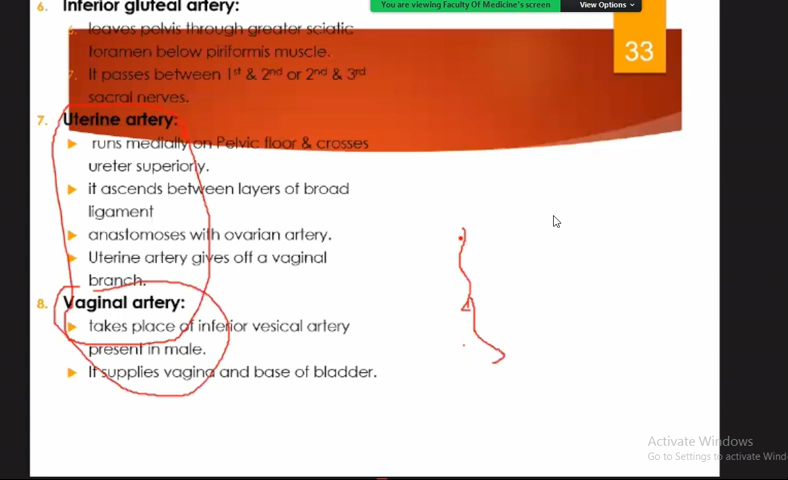 You are viewing Faculty Of Medicine's screen
View Options
33
6. Inferior gluteal artery:
6. leaves pelvis through greater sciatic
foramen below piriformis muscle.
7. It passes between 1st & 2nd or 2nd & 3rd
sacral nerves.
7. Uterine artery:
runs medially on Pelvic floor & crosses
ureter superiorly.
it ascends between layers of broad
ligament
anastomoses with ovarian artery.
Uterine artery gives off a vaginal
branch.
8. Vaginal artery:
takes place of inferior vesical artery
present in male.
It supplies vagina and base of bladder.
Activate Windows
Go to Settings to activate Wind